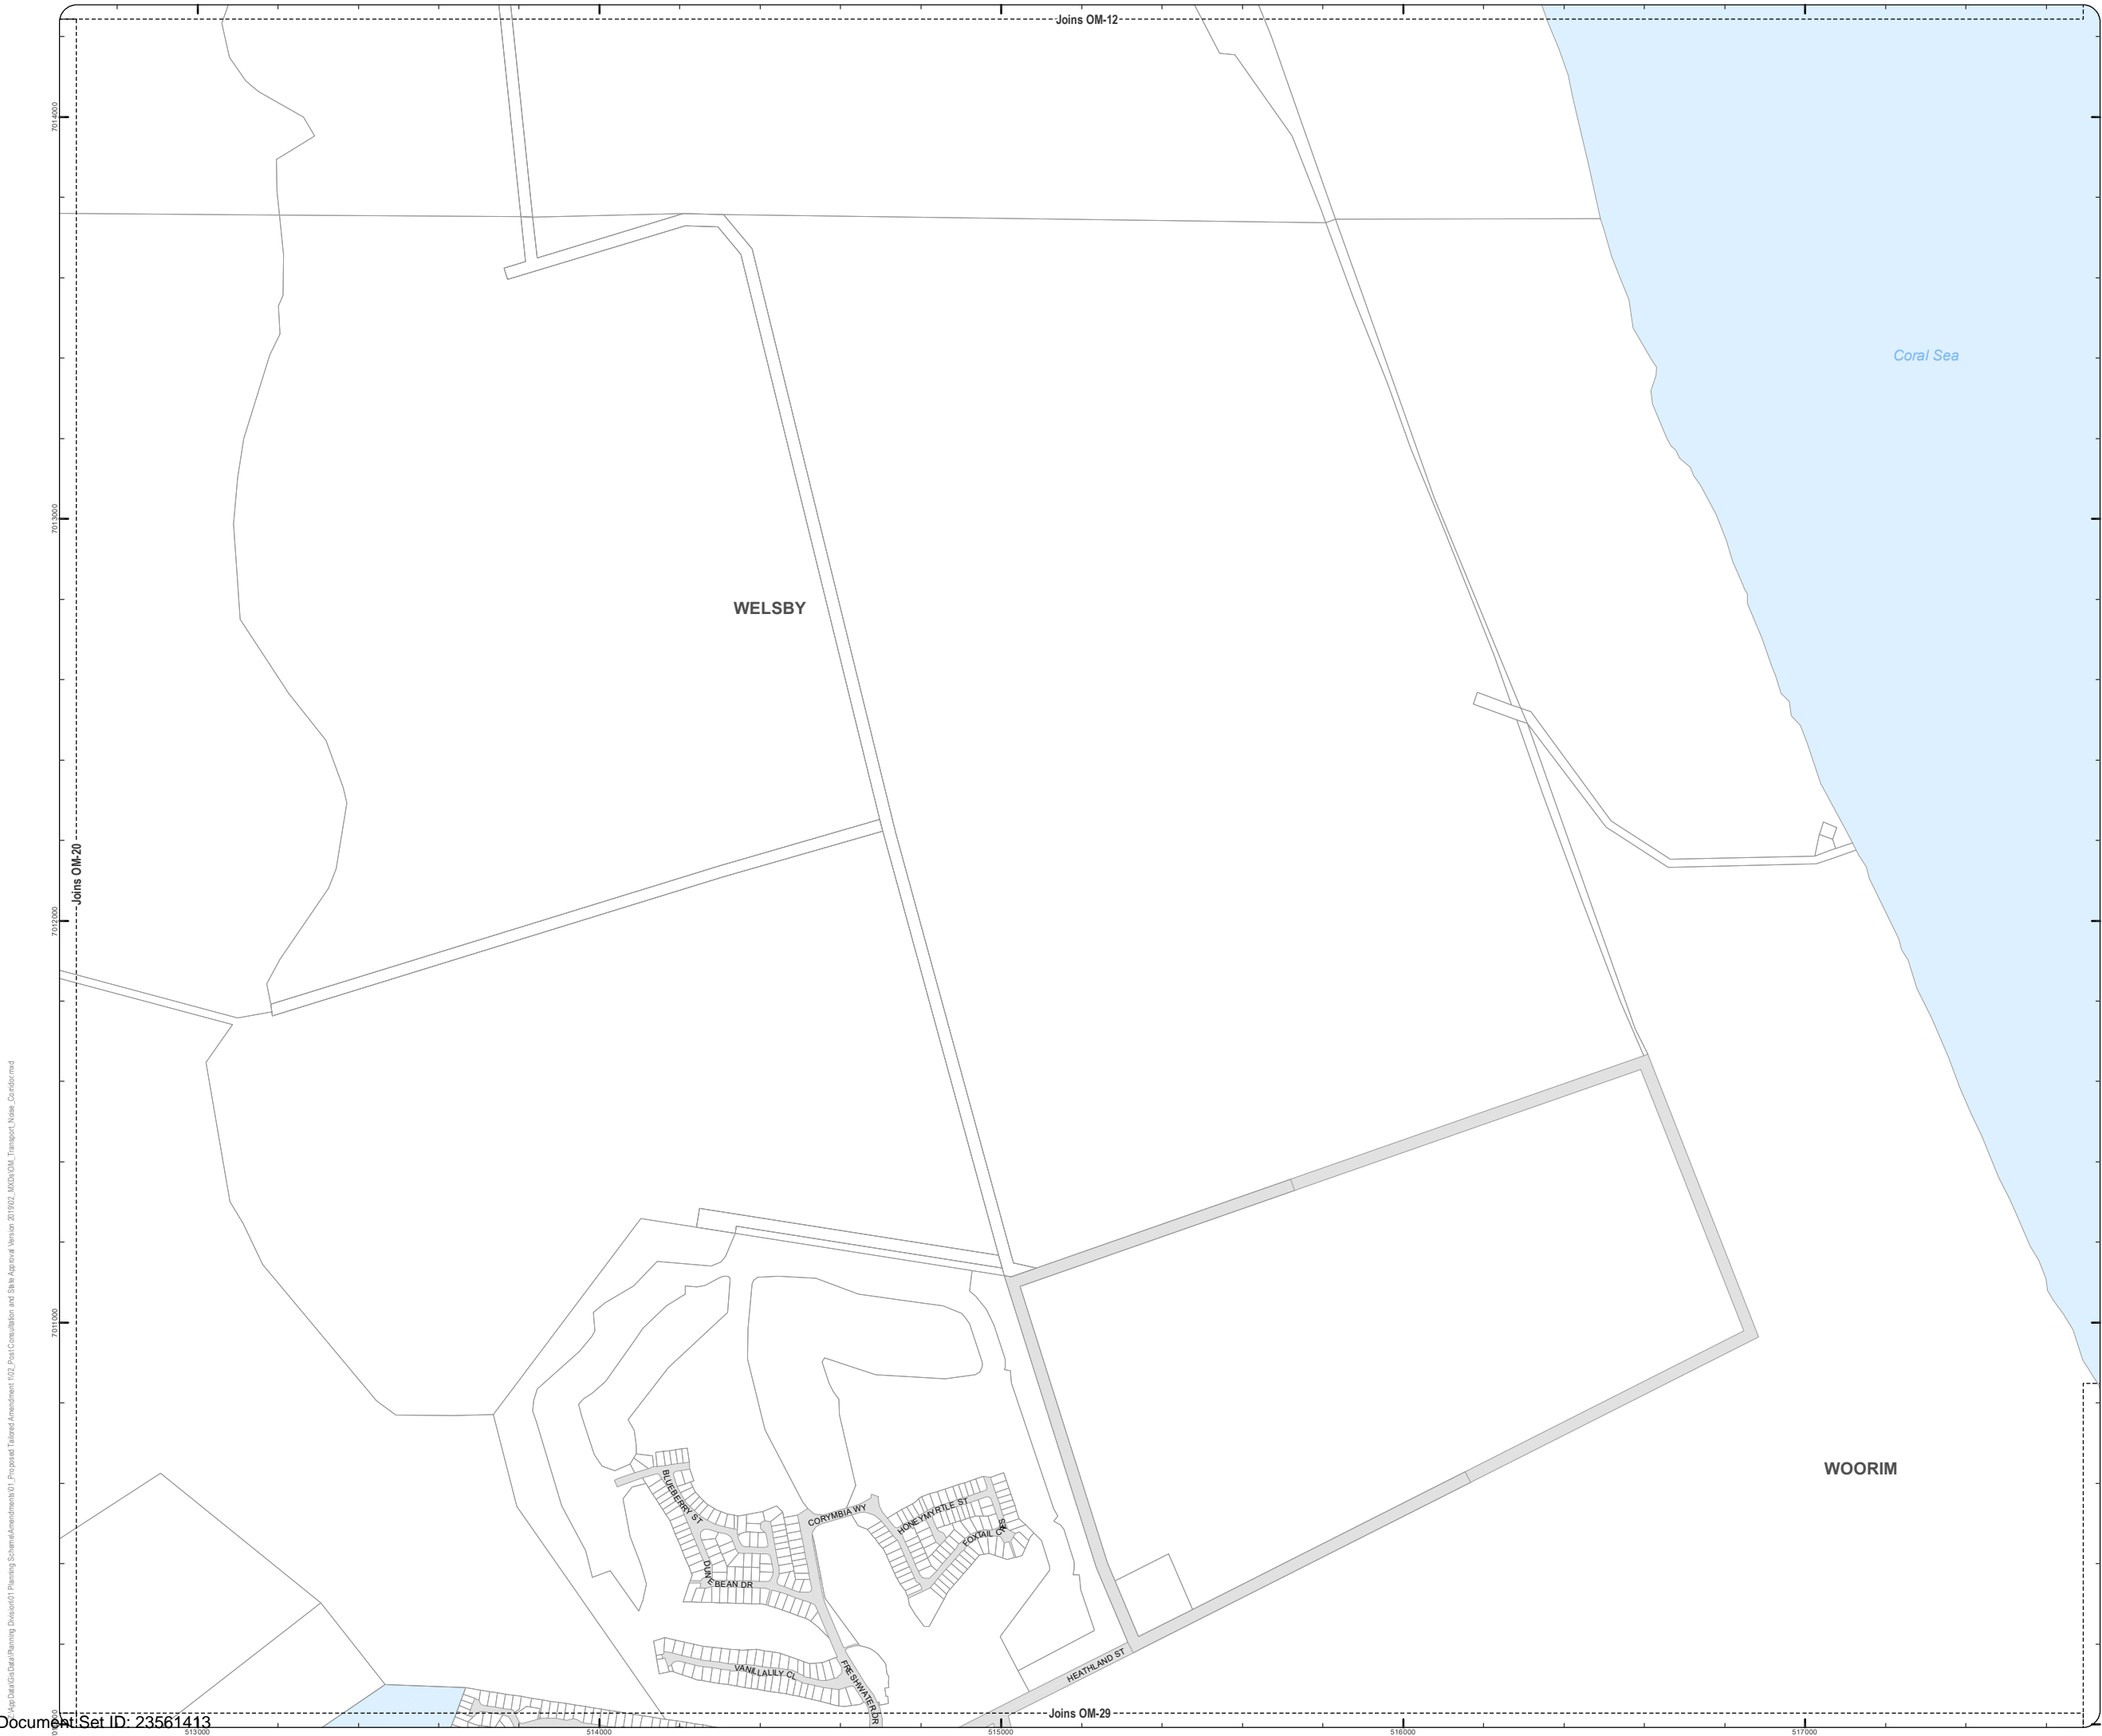 Joins OM-12
7014000
Coral Sea
7013000
WELSBY
Joins OM-20
7012000
7011000
WOORIM
BLUEBERRY ST
CORYMBIA WY
HONEYMYRTLE ST
FOXTAIL CRES
DUNE BEAN DR
VANILLALILY CL
FRESHWATER DR
HEATHLAND ST
Joins OM-29
Document Set ID: 23561413
513000
514000
515000
516000
517000